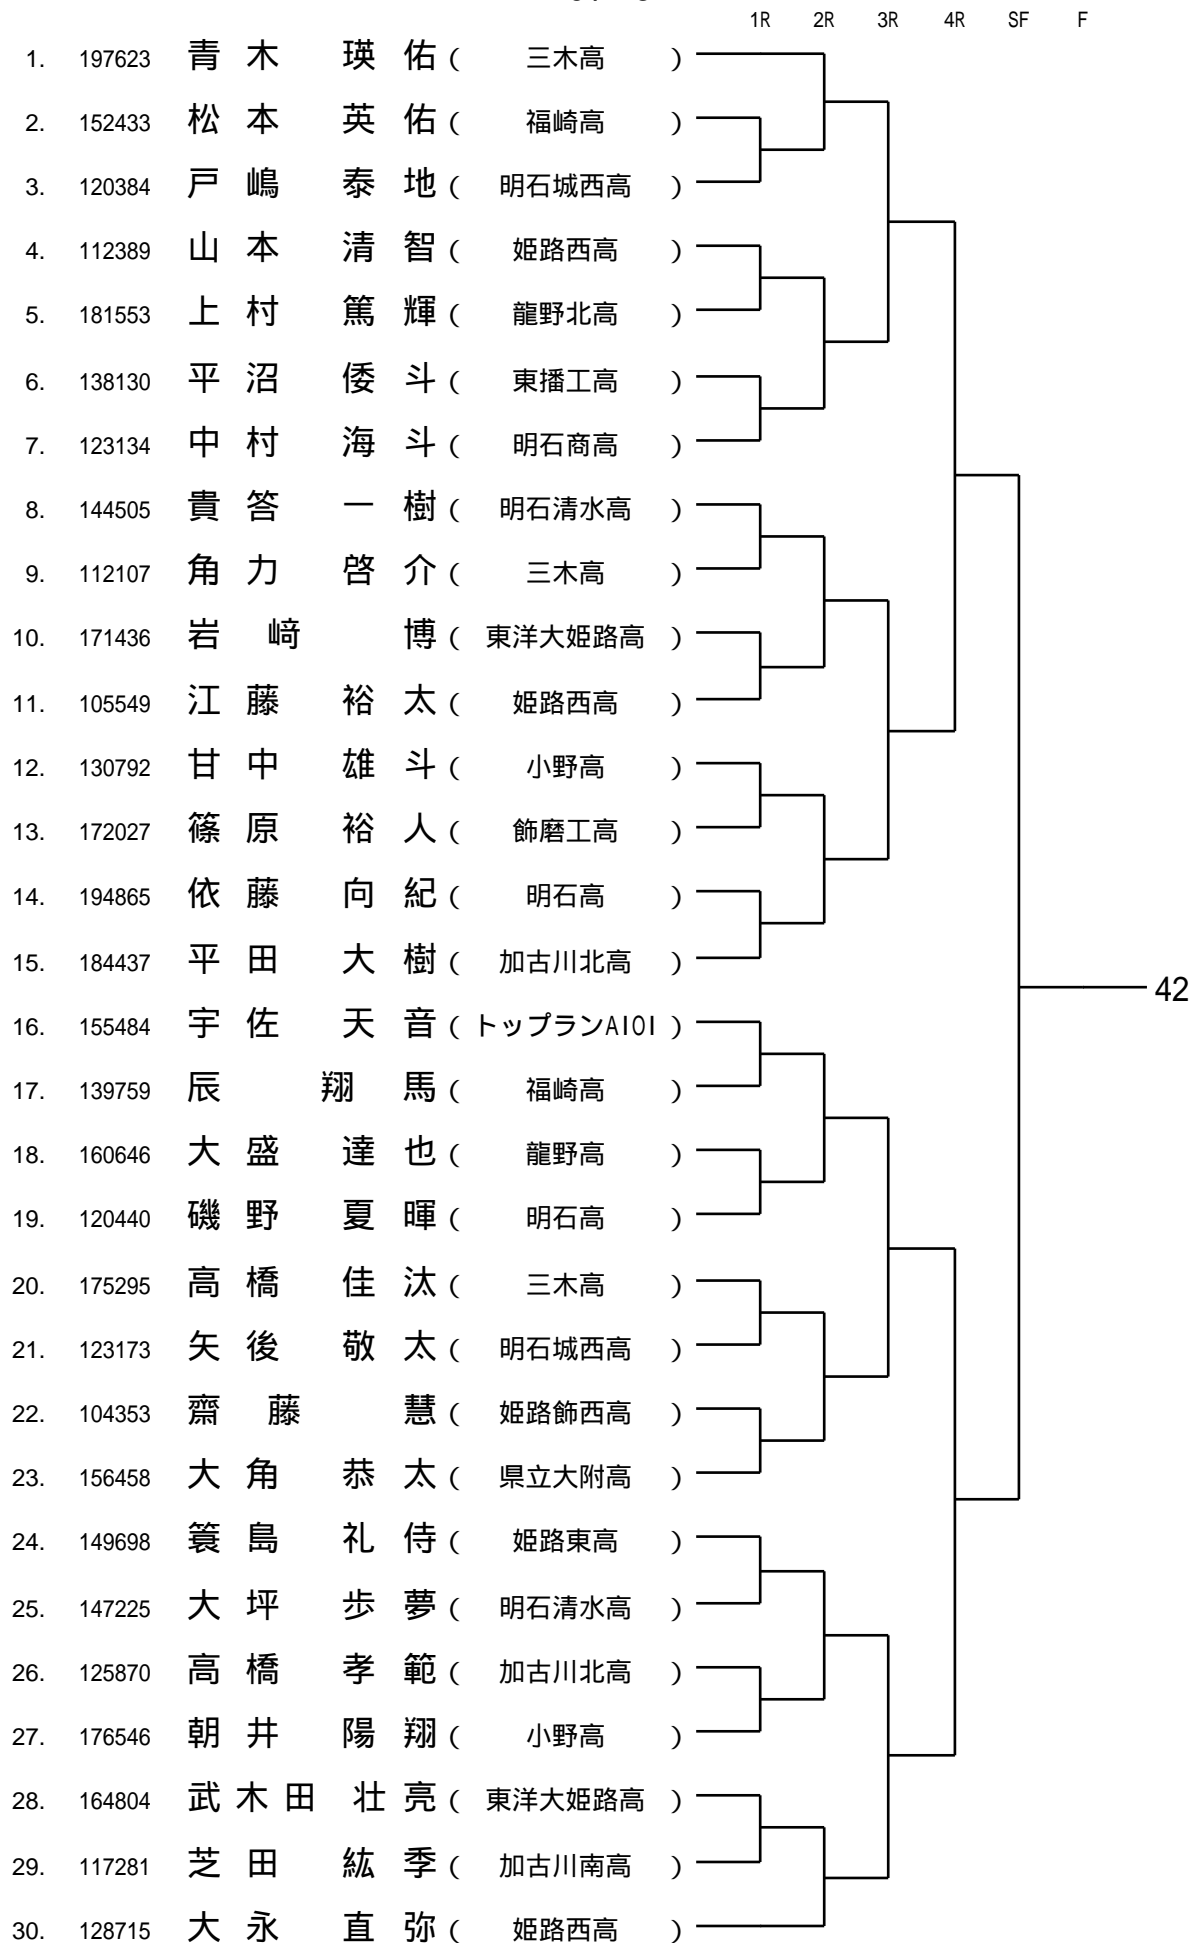 1R 2R 3R 4R SF F
1. 197623 青木 瑛佑 ( 三木高 )
2. 152433 松本 英佑 ( 福崎高 )
3. 120384 戸嶋 泰地 ( 明石城西高 )
4. 112389 山本 清智 ( 姫路西高 )
5. 181553 上村 篤輝 ( 龍野北高 )
6. 138130 平沼 倭斗 ( 東播工高 )
7. 123134 中村 海斗 ( 明石商高 )
8. 144505 貴答 一樹 ( 明石清水高 )
9. 112107 角力 啓介 ( 三木高 )
10. 171436 岩﨑 博 ( 東洋大姫路高 )
11. 105549 江藤 裕太 ( 姫路西高 )
12. 130792 甘中 雄斗 ( 小野高 )
13. 172027 篠原 裕人 ( 飾磨工高 )
14. 194865 依藤 向紀 ( 明石高 )
15. 184437 平田 大樹 ( 加古川北高 )
42
16. 155484 宇佐 天音 ( トップランAIOI )
17. 139759 辰 翔馬 ( 福崎高 )
18. 160646 大盛 達也 ( 龍野高 )
19. 120440 磯野 夏暉 ( 明石高 )
20. 175295 高橋 佳汰 ( 三木高 )
21. 123173 矢後 敬太 ( 明石城西高 )
22. 104353 齋藤 慧 ( 姫路飾西高 )
23. 156458 大角 恭太 ( 県立大附高 )
24. 149698 簑島 礼侍 ( 姫路東高 )
25. 147225 大坪 歩夢 ( 明石清水高 )
26. 125870 高橋 孝範 ( 加古川北高 )
27. 176546 朝井 陽翔 ( 小野高 )
28. 164804 武木田 壮亮 ( 東洋大姫路高 )
29. 117281 芝田 紘季 ( 加古川南高 )
30. 128715 大永 直弥 ( 姫路西高 )